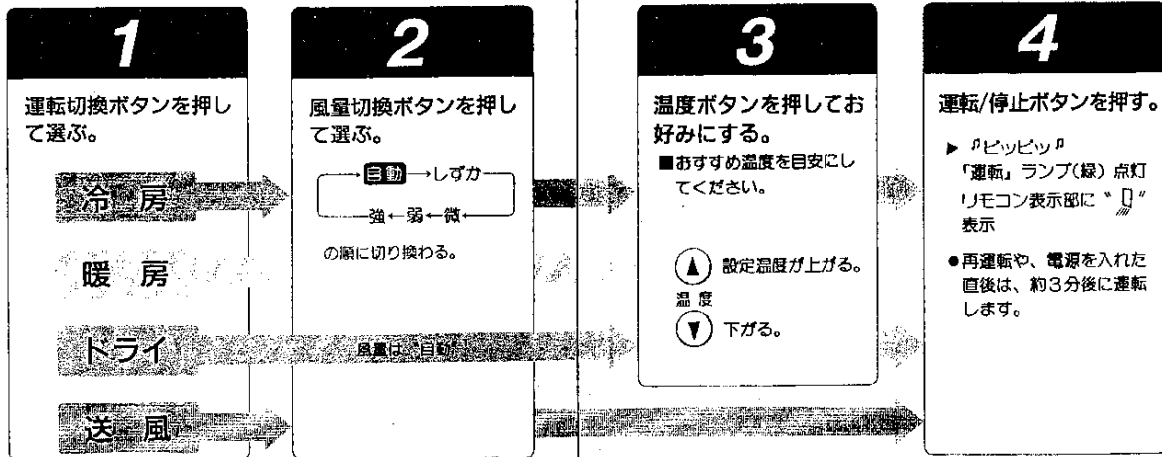 1
運転切換ボタンを押し
て選ぶ。
冷 房
暖 房
ドライ
送 風
2
風量切換ボタンを押し
て選ぶ。
自動→しずか
強←弱←微
の順に切り換わる。
風量は“自動”
3
温度ボタンを押してお
好みにする。
■おすすめ温度を目安にし
てください。
▲ 設定温度が上がる。
温 度
▼ 下がる。
4
運転/停止ボタンを押す。
▶ 『ピッピッ』
「運転」ランプ(緑)点灯
リモコン表示部に“ ”
表示
●再運転や、電源を入れた
直後は、約3分後に運転
します。